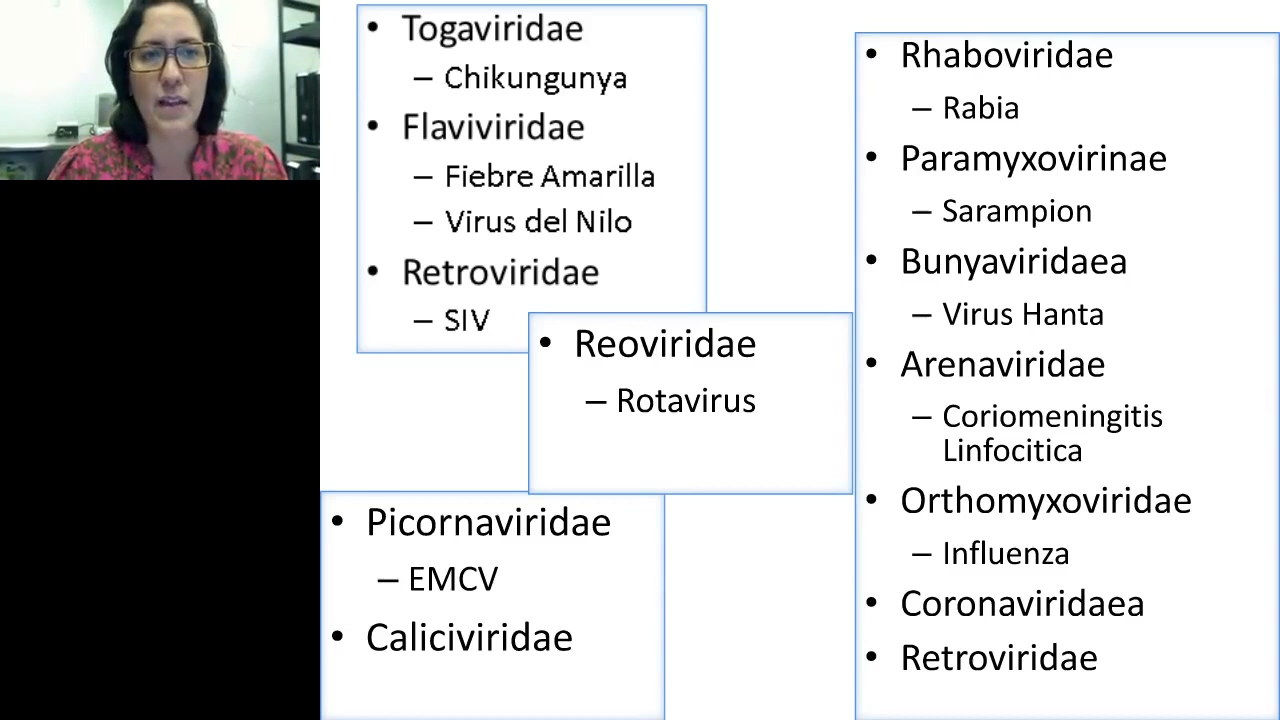 • Togaviridae
– Chikungunya
• Flaviviridae
– Fiebre Amarilla
– Virus del Nilo
• Retroviridae
– SIV
• Reoviridae
– Rotavirus
• Picornaviridae
– EMCV
• Caliciviridae
• Rhaboviridae
– Rabia
• Paramyxovirinae
– Sarampion
• Bunyaviridaea
– Virus Hanta
• Arenaviridae
– Coriomeningitis
Linfocitica
• Orthomyxoviridae
– Influenza
• Coronaviridaea
• Retroviridae